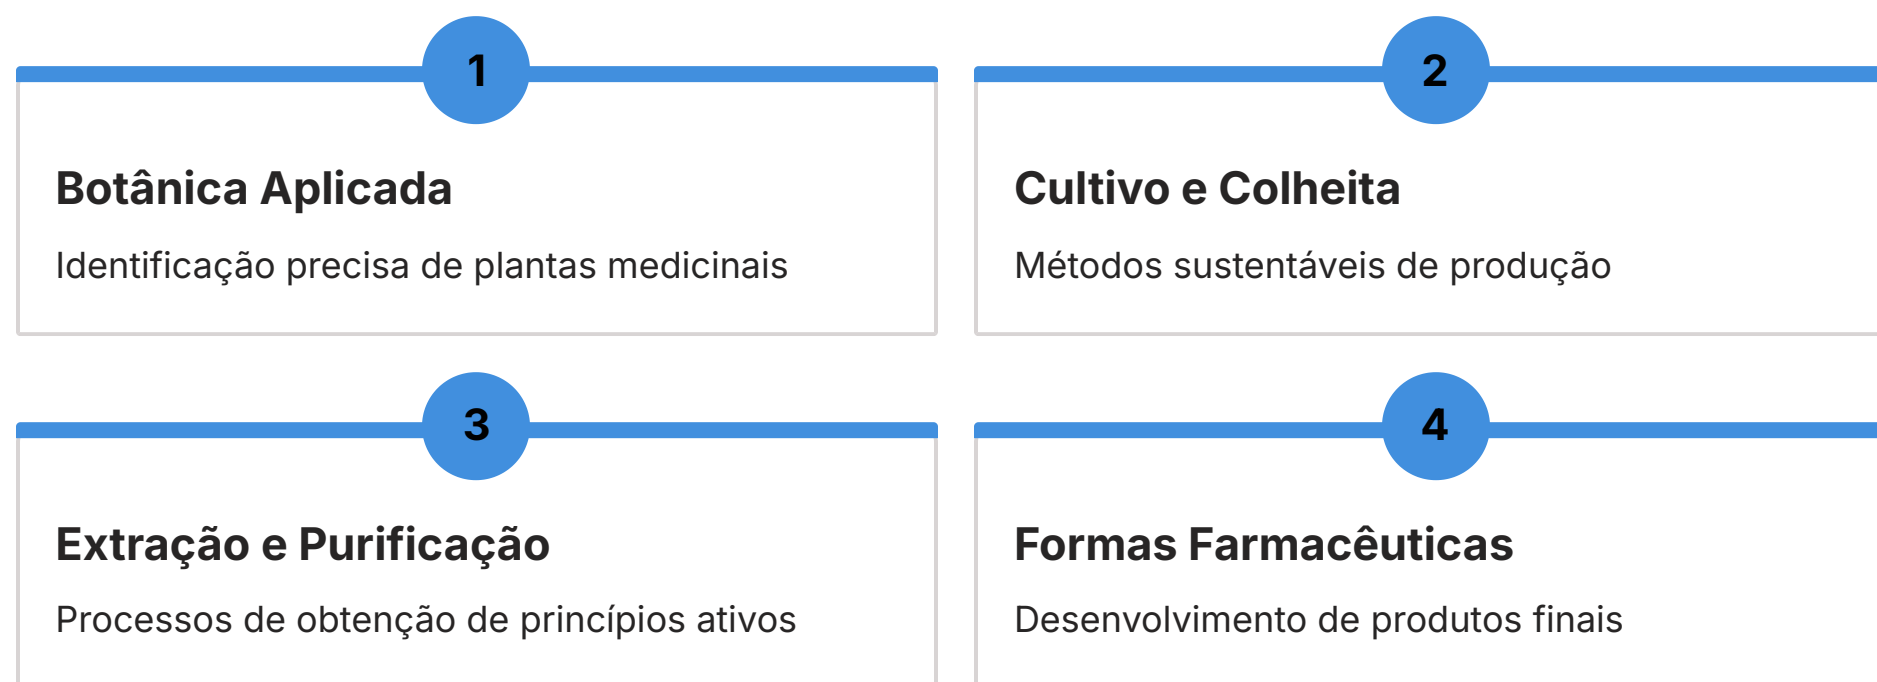 1
Botânica Aplicada
Identificação precisa de plantas medicinais
2
Cultivo e Colheita
Métodos sustentáveis de produção
3
Extração e Purificação
Processos de obtenção de princípios ativos
4
Formas Farmacêuticas
Desenvolvimento de produtos finais